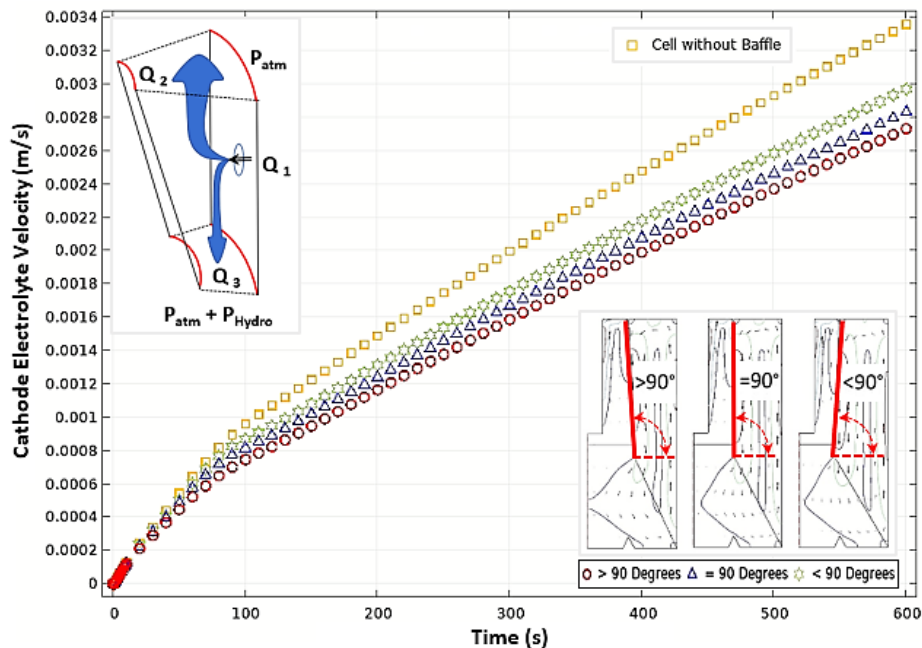 Cathode Electrolyte Velocity (m/s)
0.0034
0.0032
0.003
0.0028
0.0026
0.0024
0.0022
0.002
0.0018
0.0016
0.0014
0.0012
0.001
0.0008
0.0006
0.0004
0.0002
0
P atm
Q 2
Q 1
Q 3
P atm + P Hydro
Cell without Baffle
>90°
=90°
<90°
> 90 Degrees = 90 Degrees < 90 Degrees
0 100 200 300 400 500 600
Time (s)